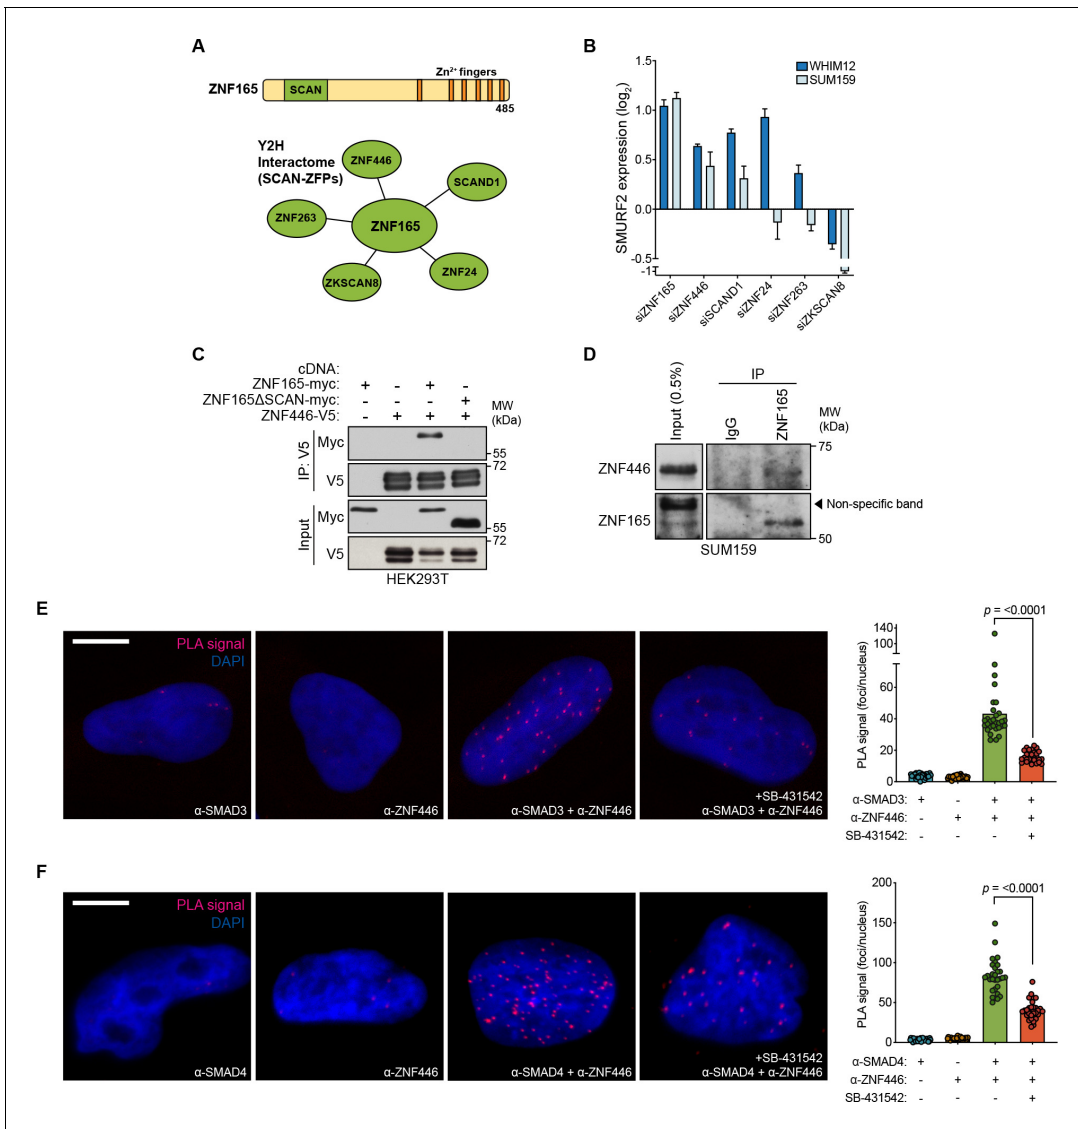 A
Zn2+ fingers
ZNF165
SCAN
485
Y2H
Interactome
(SCAN-ZFPs)
ZNF446
SCAND1
ZNF263
ZNF165
ZKSCAN8
ZNF24
B
WHIM12
SUM159
SMURF2 expression (log2)
1.5
1.0
0.5
0.0
-0.5
-1
siZNF165
siZNF446
siSCAND1
siZNF24
siZNF263
siZKSCAN8
C
cDNA:
ZNF165-myc: + - + -
ZNF165ΔSCAN-myc: - - - +
ZNF446-V5: - + + +
MW
(kDa)
IP: V5
Myc
55
V5
72
Input
Myc
55
V5
72
HEK293T
D
Input (0.5%)
IP
IgG
ZNF165
MW
(kDa)
75
ZNF446
Non-specific band
ZNF165
50
SUM159
E
PLA signal
DAPI
α-SMAD3
α-ZNF446
α-SMAD3 + α-ZNF446
+SB-431542
α-SMAD3 + α-ZNF446
p = <0.0001
PLA signal (foci/nucleus)
140
120
100
60
40
20
0
α-SMAD3: + - + +
α-ZNF446: - + + +
SB-431542: - - - +
F
PLA signal
DAPI
α-SMAD4
α-ZNF446
α-SMAD4 + α-ZNF446
+SB-431542
α-SMAD4 + α-ZNF446
p = <0.0001
PLA signal (foci/nucleus)
200
150
100
50
0
α-SMAD4: + - + +
α-ZNF446: - + + +
SB-431542: - - - +